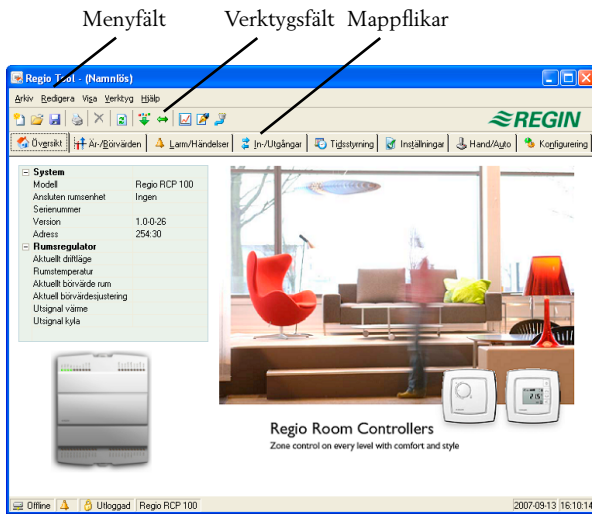 Menyfält Verktygsfält Mappflikar
Regio Tool - (Namnlös)
Arkiv Redigera Visa Verktyg Hjälp
REGIN
Översikt Är-/Börvärden Larm/Händelser In-/Utgångar Tidsstyrning Inställningar Hand/Auto Konfigurering
System
Modell Regio RCP 100
Ansluten rumsenhet Ingen
Serienummer
Version 1.0-0-26
Adress 254:30
Rumsregulator
Aktuellt driftläge
Rumstemperatur
Aktuellt börvärde rum
Aktuell börvärdesjustering
Utsignal värme
Utsignal kyla
Regio Room Controllers
Zone control on every level with comfort and style
Offline Utloggad Regio RCP 100 2007-09-13 16:10:14